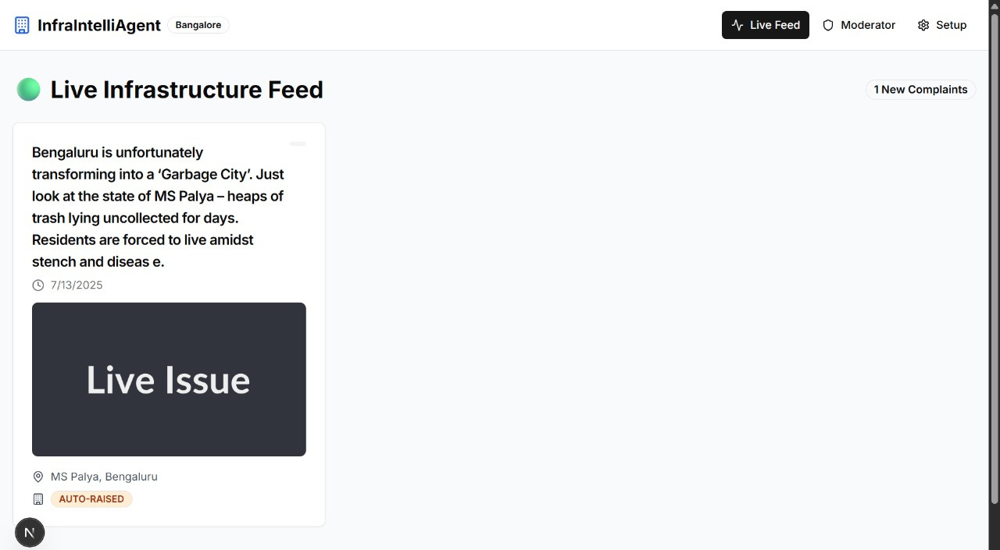 InfraIntelliAgent
Bangalore
Live Feed
Moderator
Setup
Live Infrastructure Feed
1 New Complaints
Bengaluru is unfortunately
transforming into a ‘Garbage City’. Just
look at the state of MS Palya – heaps of
trash lying uncollected for days.
Residents are forced to live amidst
stench and diseas e.
7/13/2025
Live Issue
MS Palya, Bengaluru
AUTO-RAISED
N